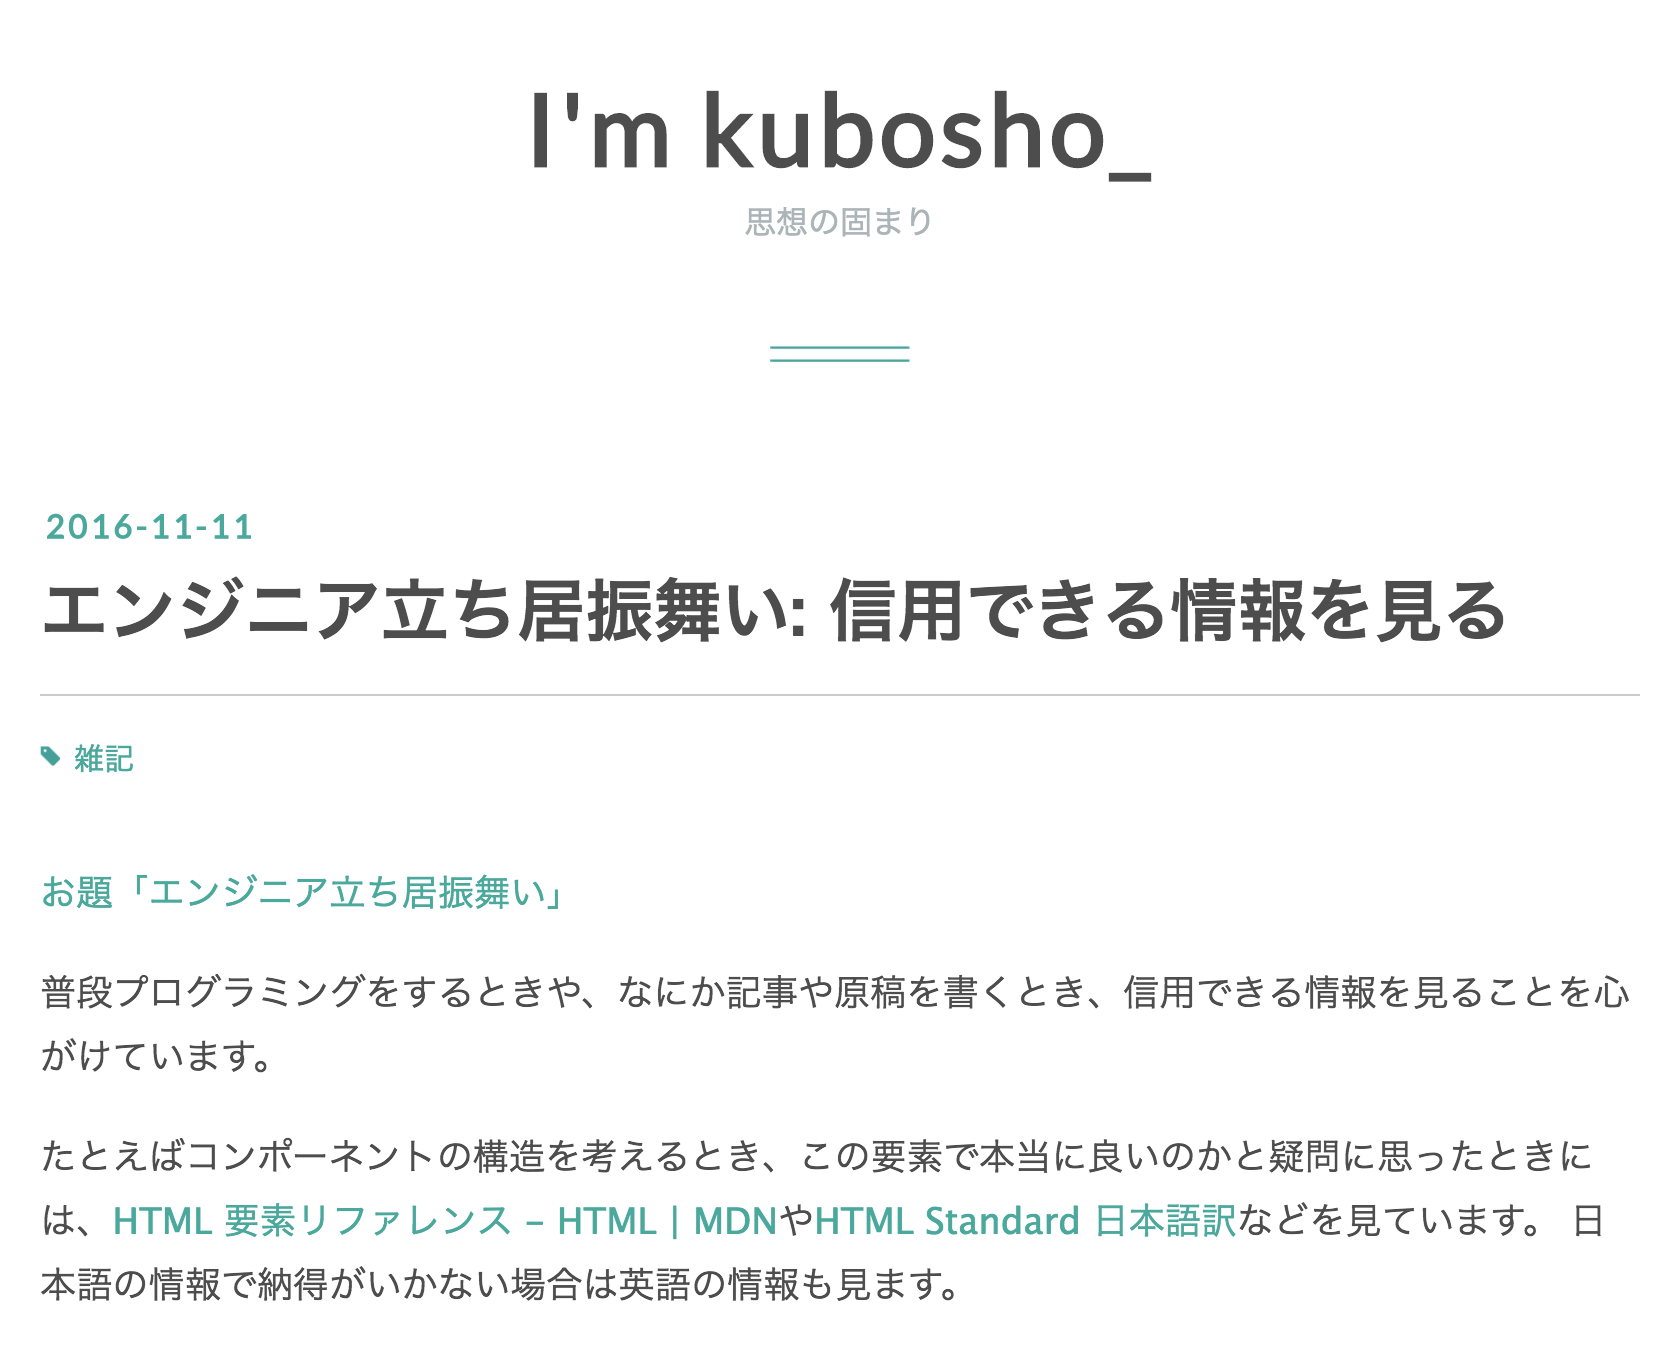 I'm kubosho_
思想の固まり
2016-11-11
エンジニア立ち居振舞い: 信用できる情報を見る
雑記
お題「エンジニア立ち居振舞い」
普段プログラミングをするときや、なにか記事や原稿を書くとき、信用できる情報を見ることを心
がけています。
たとえばコンポーネントの構造を考えるとき、この要素で本当に良いのかと疑問に思ったときに
は、HTML 要素リファレンス – HTML | MDNやHTML Standard 日本語訳などを見ています。 日
本語の情報で納得がいかない場合は英語の情報も見ます。